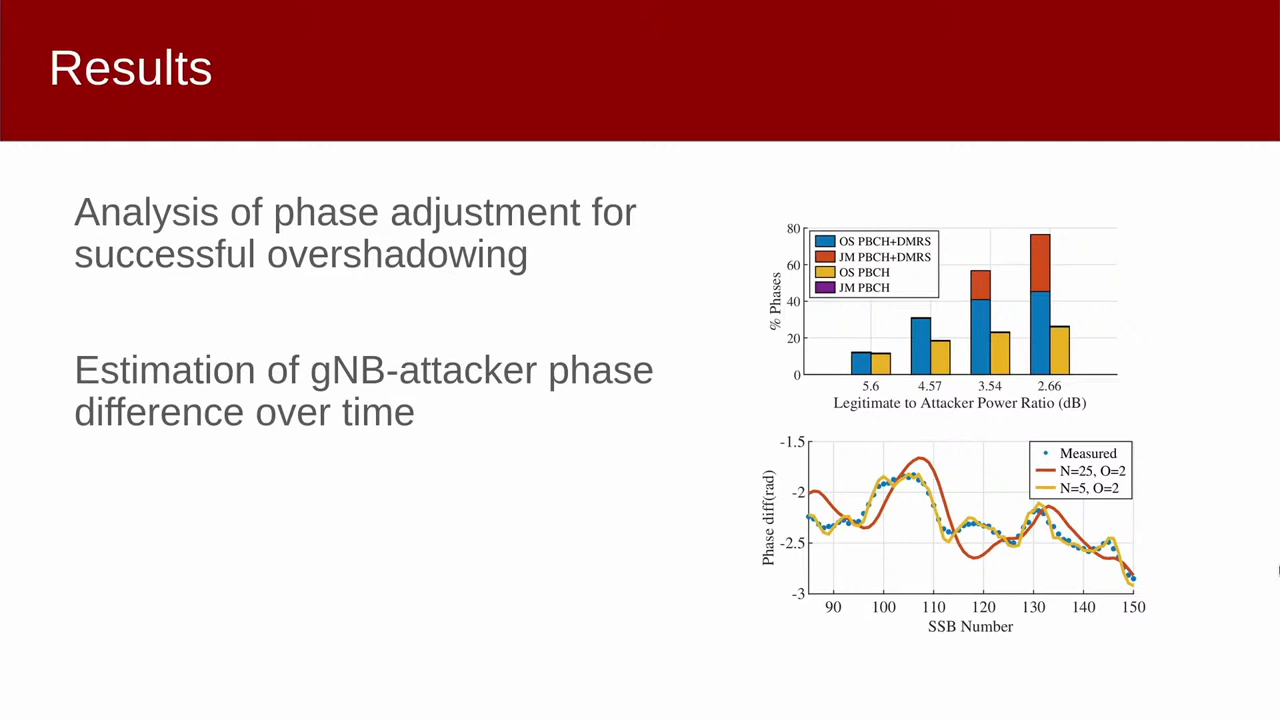 Results
Analysis of phase adjustment for
successful overshadowing
Estimation of gNB-attacker phase
difference over time
80
60
40
20
0
% Phases
OS PBCH+DMRS
JM PBCH+DMRS
OS PBCH
JM PBCH
5.6 4.57 3.54 2.66
Legitimate to Attacker Power Ratio (dB)
-1.5
-2
-2.5
-3
Phase diff(rad)
Measured
N=25, O=2
N=5, O=2
90 100 110 120 130 140 150
SSB Number